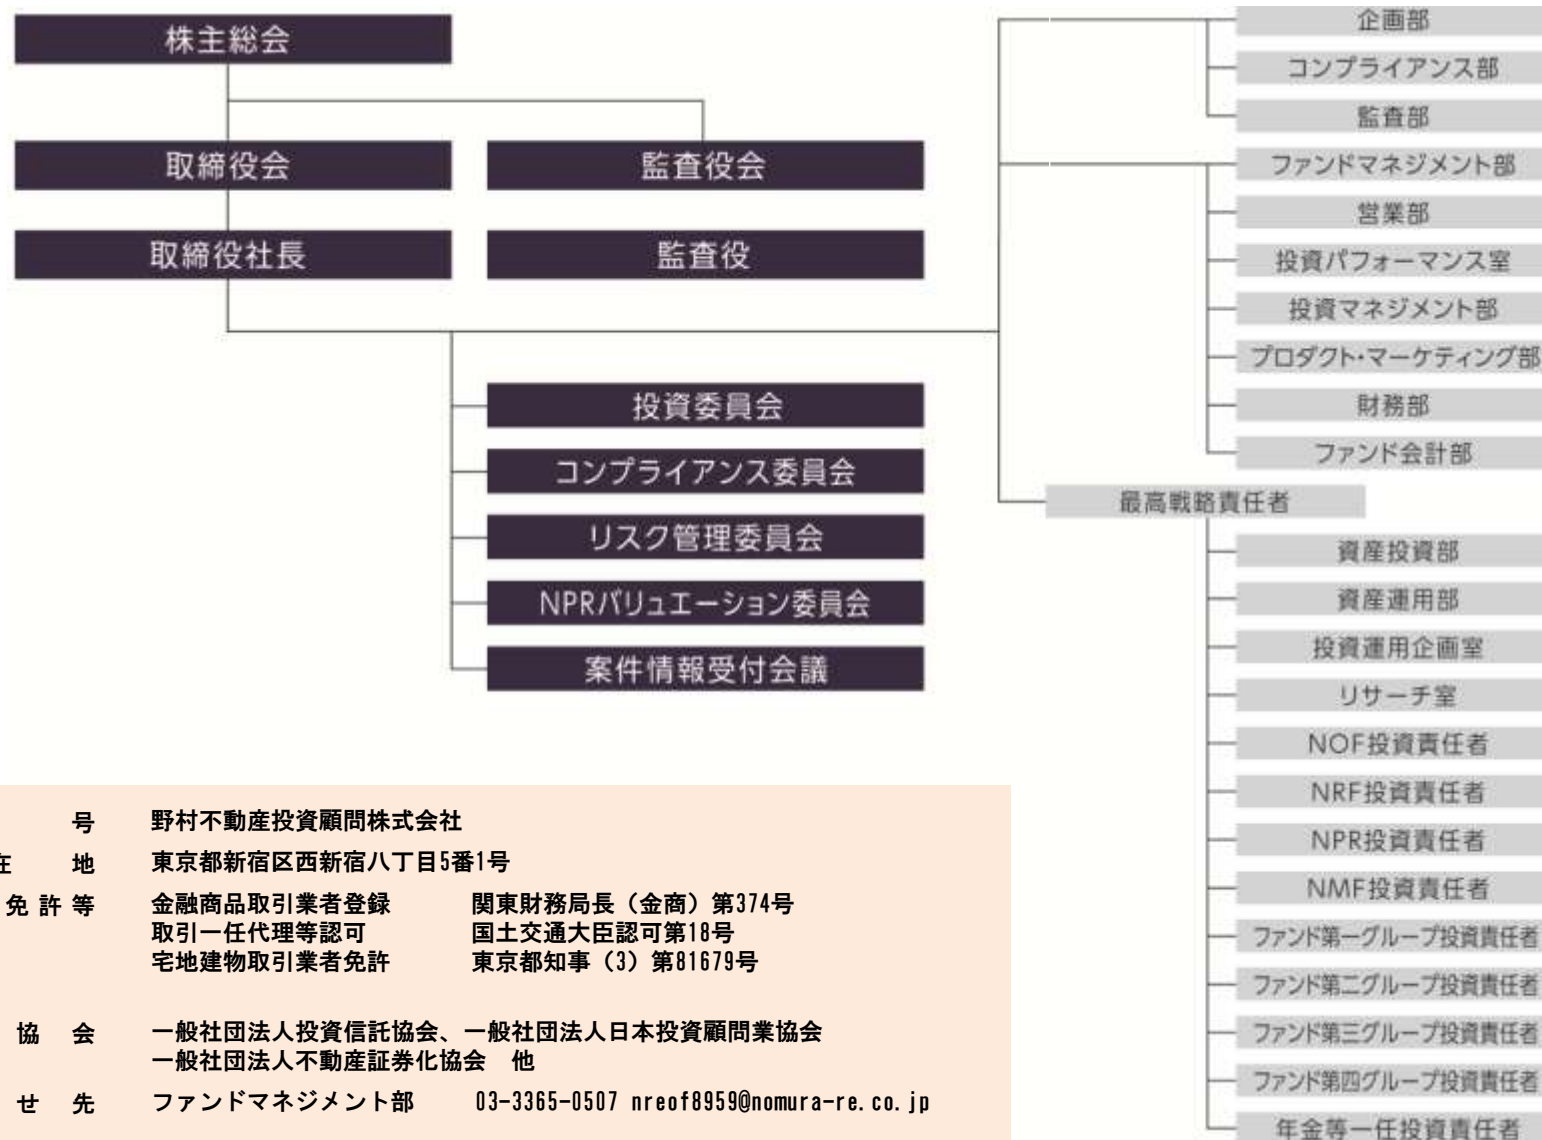 株主総会
取締役会
監査役会
取締役社長
監査役
投資委員会
コンプライアンス委員会
リスク管理委員会
NPRバリュエーション委員会
案件情報受付会議
企画部
コンプライアンス部
監査部
ファンドマネジメント部
営業部
投資パフォーマンス室
投資マネジメント部
プロダクト・マーケティング部
財務部
ファンド会計部
最高戦略責任者
資産投資部
資産運用部
投資運用企画室
リサーチ室
NOF投資責任者
NRF投資責任者
NPR投資責任者
NMF投資責任者
ファンド第一グループ投資責任者
ファンド第二グループ投資責任者
ファンド第三グループ投資責任者
ファンド第四グループ投資責任者
年金等一任投資責任者
号 野村不動産投資顧問株式会社
在 地 東京都新宿区西新宿八丁目5番1号
免許等 金融商品取引業者登録 関東財務局長（金商）第374号
取引一任代理等認可 国土交通大臣認可第18号
宅地建物取引業者免許 東京都知事（3）第81679号
協 会 一般社団法人投資信託協会、一般社団法人日本投資顧問業協会
一般社団法人不動産証券化協会 他
せ 先 ファンドマネジメント部 03-3365-0507 nreof8959@nomura-re.co.jp